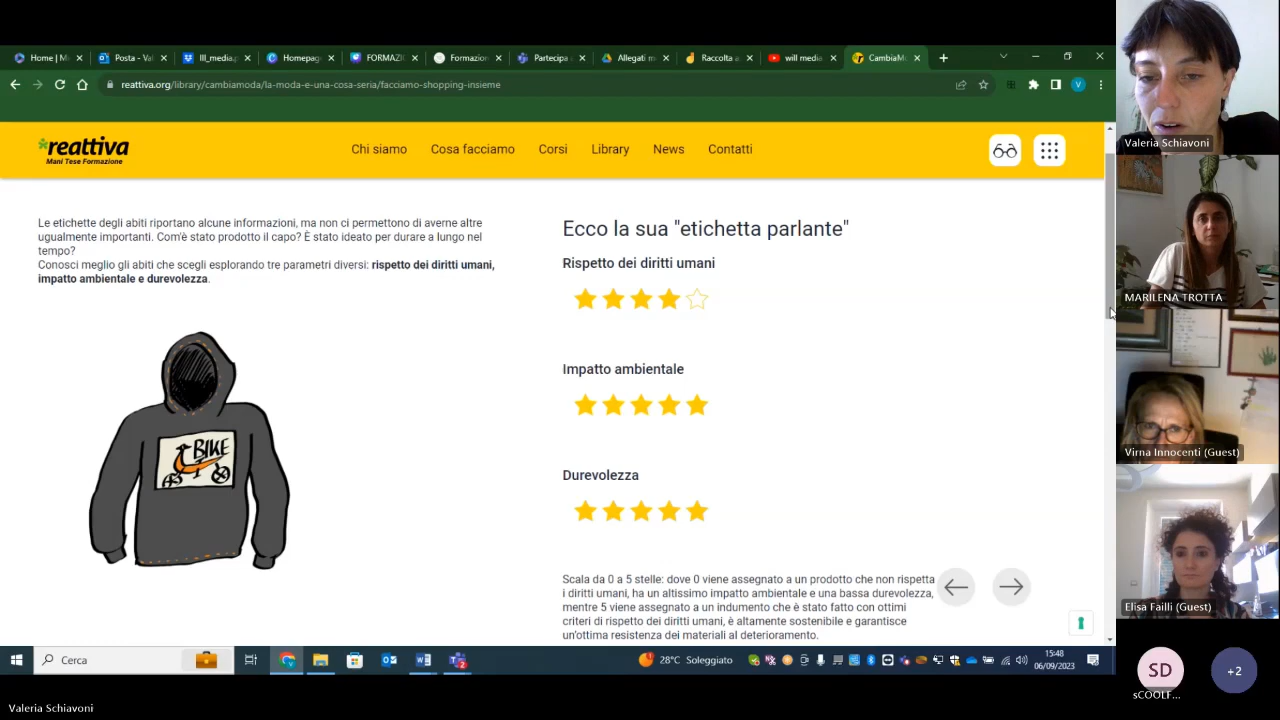 Home | M
Posta - Val
III_media.p
Homepag
FORMAZI
Formazion
Partecipa
Allegati m
Raccolta a
will media
CambiaMo
reattiva.org/library/cambiamoda/la-moda-e-una-cosa-seria/facciamo-shopping-insieme
V
reattiva
Mani Tese Formazione
Chi siamo
Cosa facciamo
Corsi
Library
News
Contatti
Le etichette degli abiti riportano alcune informazioni, ma non ci permettono di averne altre
ugualmente importanti. Com'è stato prodotto il capo? È stato ideato per durare a lungo nel
tempo?
Conosci meglio gli abiti che scegli esplorando tre parametri diversi: rispetto dei diritti umani,
impatto ambientale e durevolezza.
BIKE
Ecco la sua "etichetta parlante"
Rispetto dei diritti umani
Impatto ambientale
Durevolezza
Scala da 0 a 5 stelle: dove 0 viene assegnato a un prodotto che non rispetta
i diritti umani, ha un altissimo impatto ambientale e una bassa durevolezza,
mentre 5 viene assegnato a un indumento che è stato fatto con ottimi
criteri di rispetto dei diritti umani, è altamente sostenibile e garantisce
un'ottima resistenza dei materiali al deterioramento.
Cerca
28°C Soleggiato
15:48
06/09/2023
Valeria Schiavoni
MARILENA TROTTA
Virna Innocenti (Guest)
Elisa Failli (Guest)
SD
sCOOLF...
+2
Valeria Schiavoni